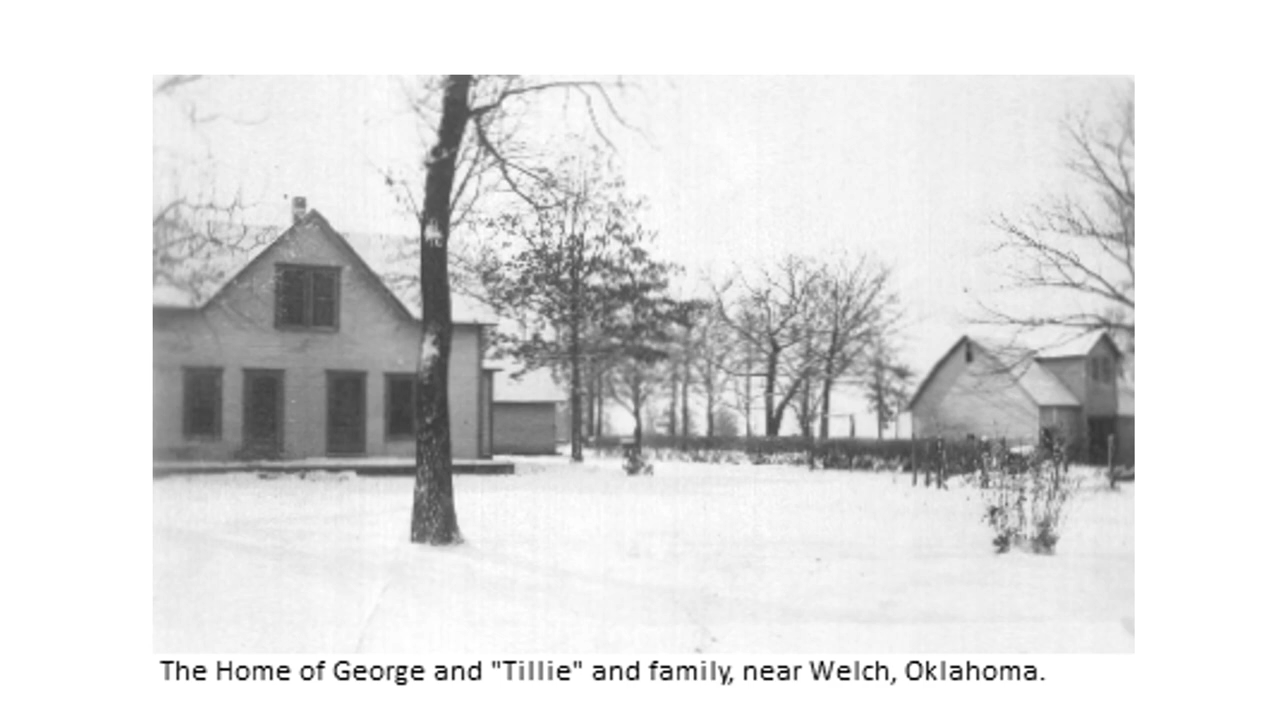 The Home of George and "Tillie" and family, near Welch, Oklahoma.